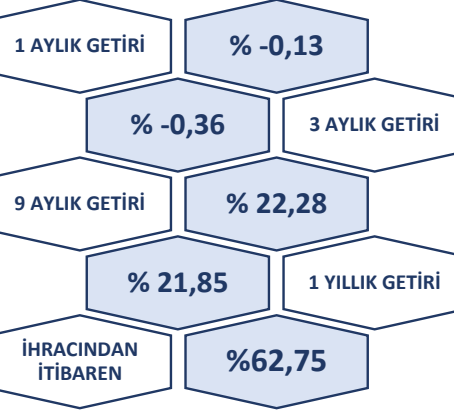 1 AYLIK GETİRİ
% -0,13
% -0,36
3 AYLIK GETİRİ
9 AYLIK GETİRİ
% 22,28
% 21,85
1 YILLIK GETİRİ
İHRACINDAN
İTİBAREN
%62,75